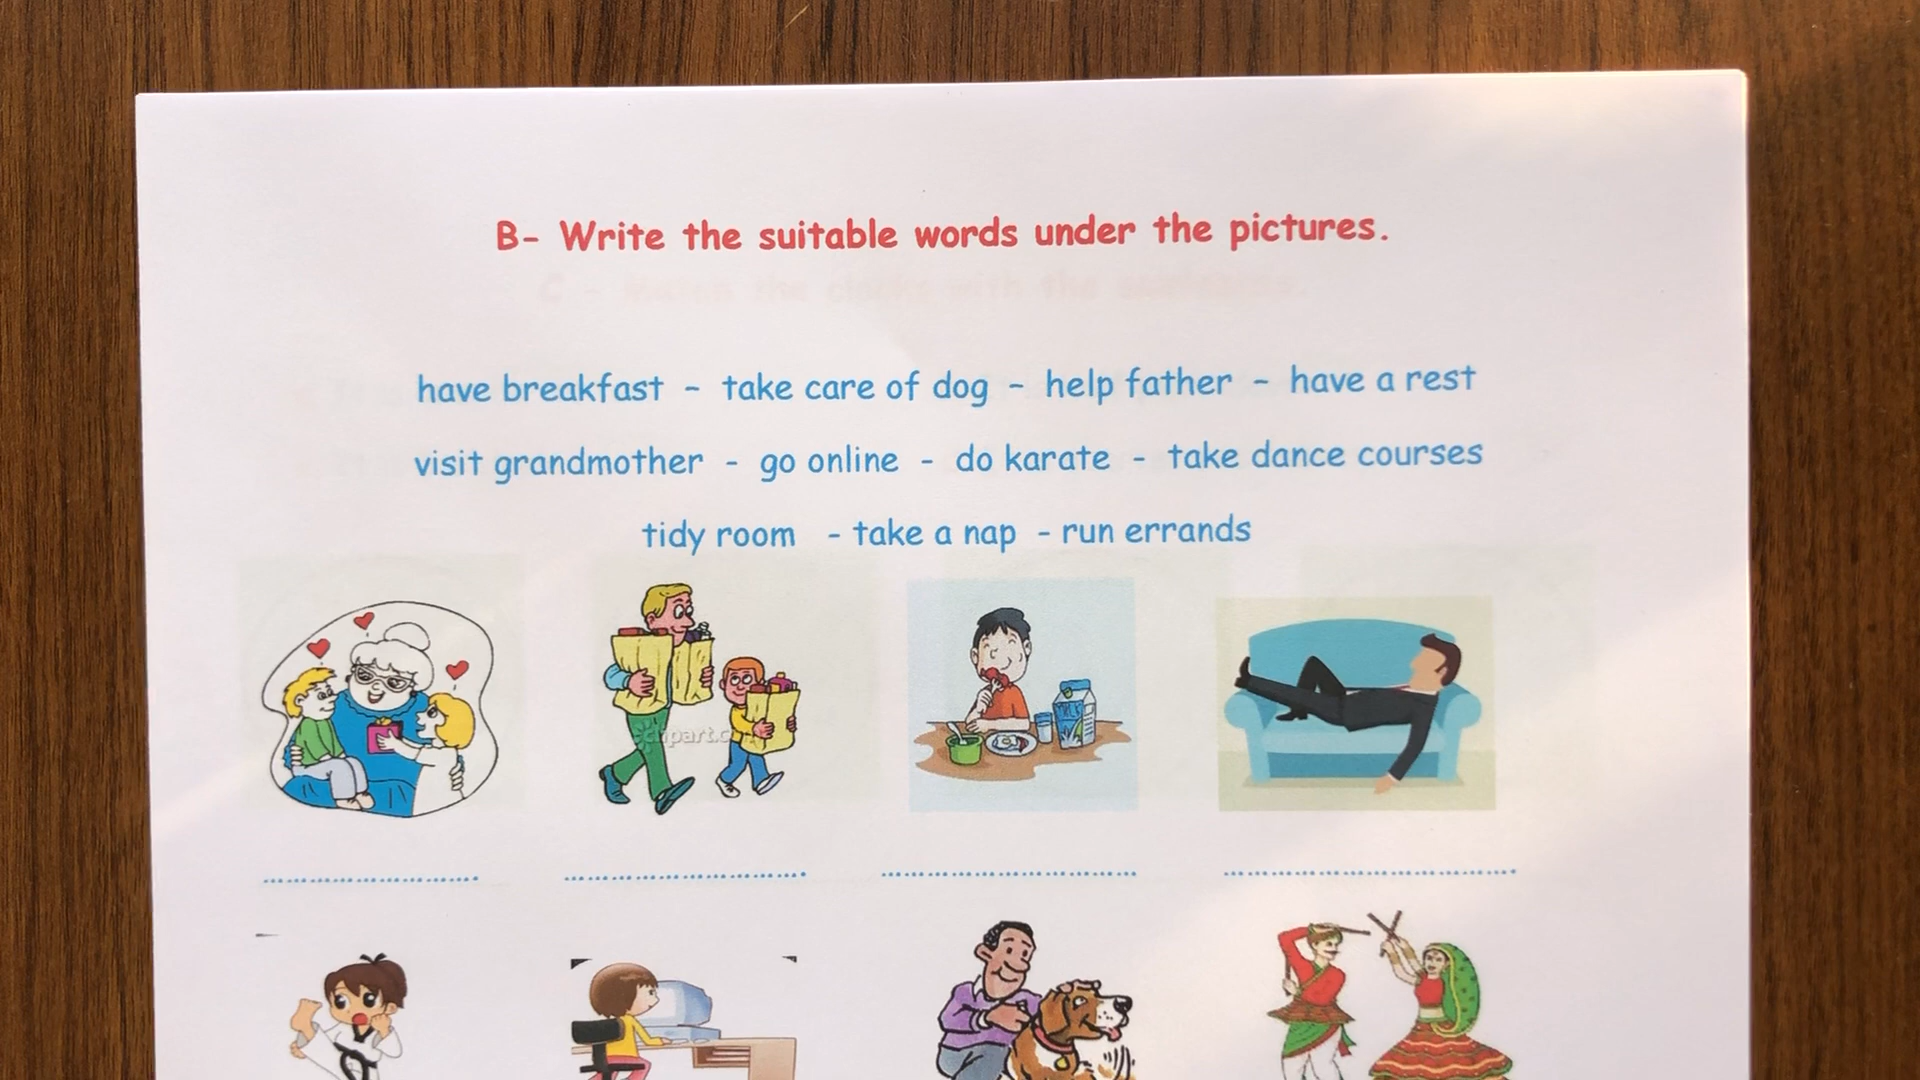 B- Write the suitable words under the pictures.
have breakfast - take care of dog - help father - have a rest
visit grandmother - go online - do karate - take dance courses
tidy room - take a nap - run errands